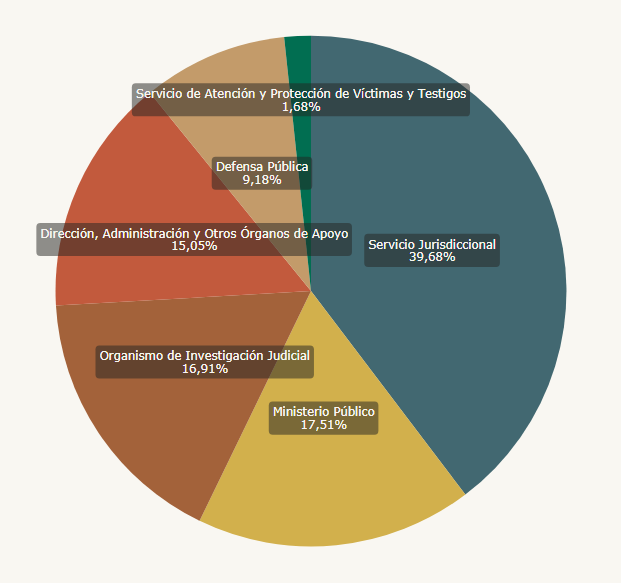 Servicio de Atención y Protección de Víctimas y Testigos
1,68%
Defensa Pública
9,18%
Dirección, Administración y Otros Órganos de Apoyo
15,05%
Servicio Jurisdiccional
39,68%
Organismo de Investigación Judicial
16,91%
Ministerio Público
17,51%